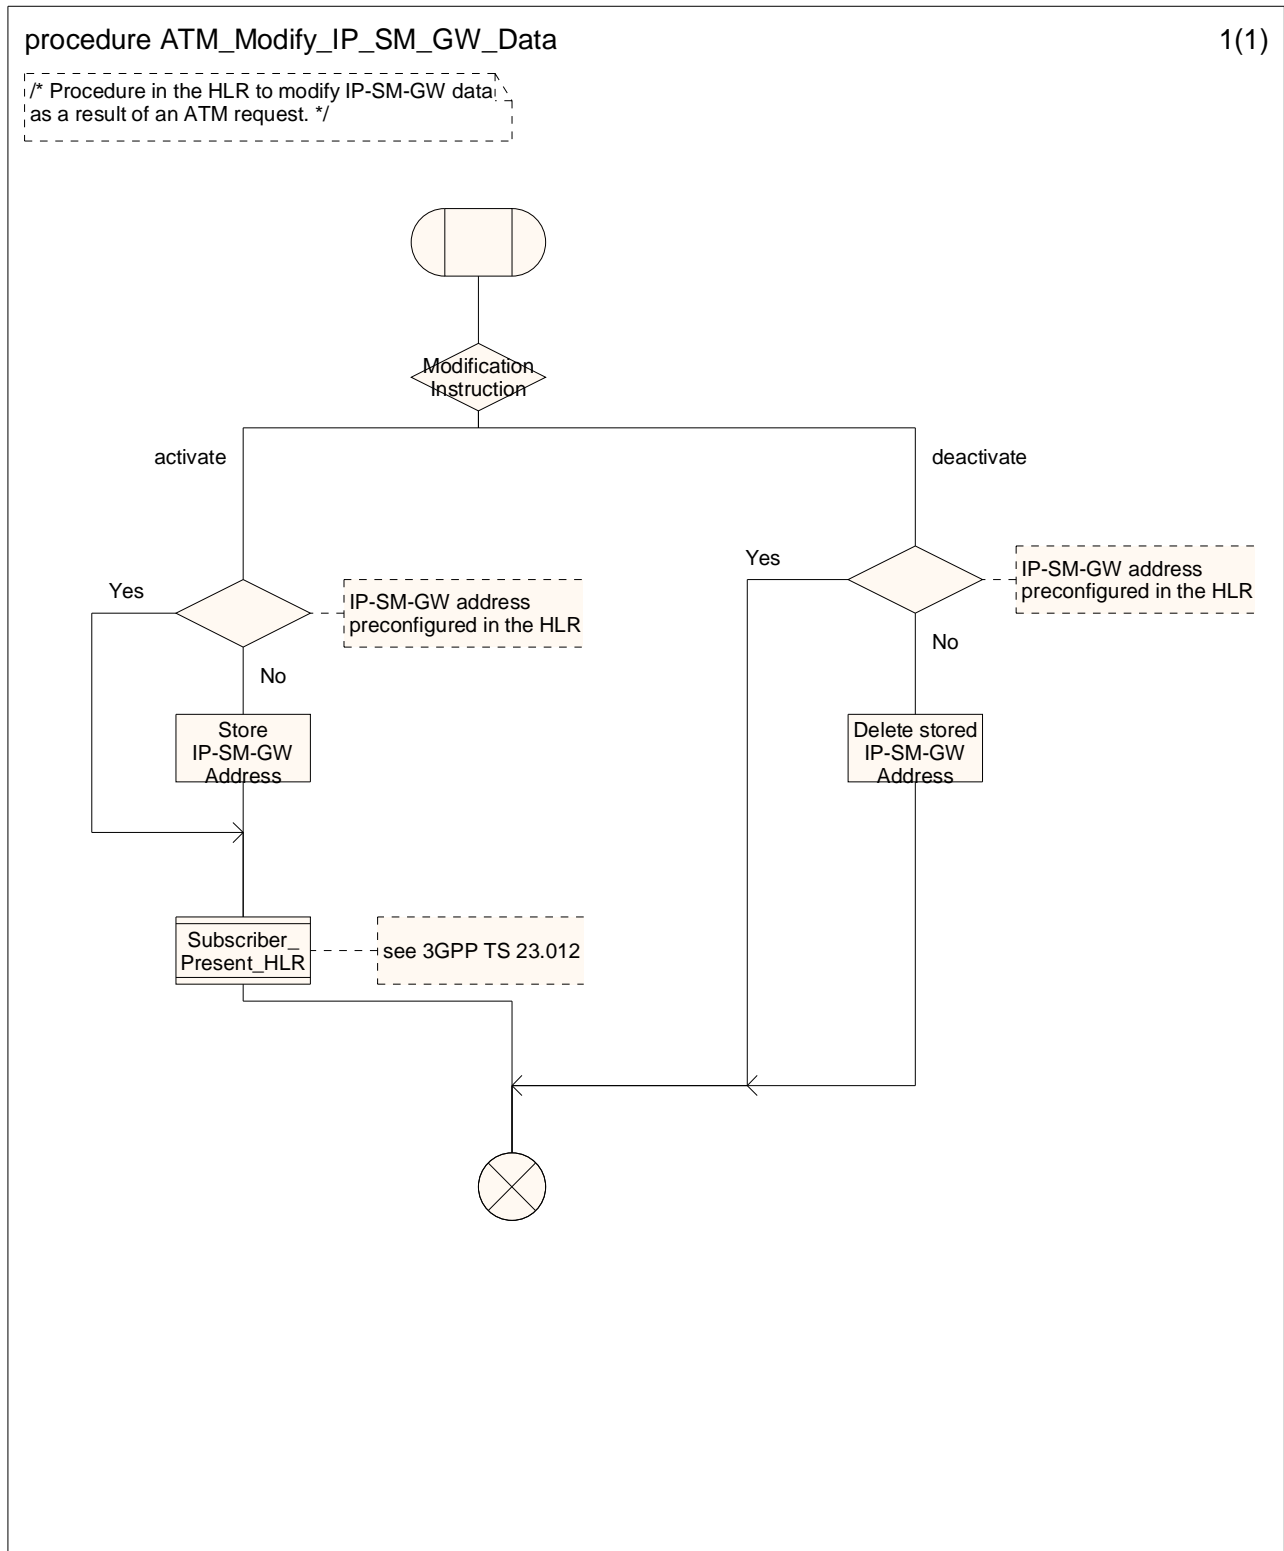 procedure ATM_Modify_IP_SM_GW_Data
1(1)
/* Procedure in the HLR to modify IP-SM-GW data
as a result of an ATM request. */
Modification
Instruction
activate
deactivate
Yes
IP-SM-GW address
preconfigured in the HLR
No
Yes
IP-SM-GW address
preconfigured in the HLR
No
Store
IP-SM-GW
Address
Delete stored
IP-SM-GW
Address
Subscriber_
Present_HLR
see 3GPP TS 23.012